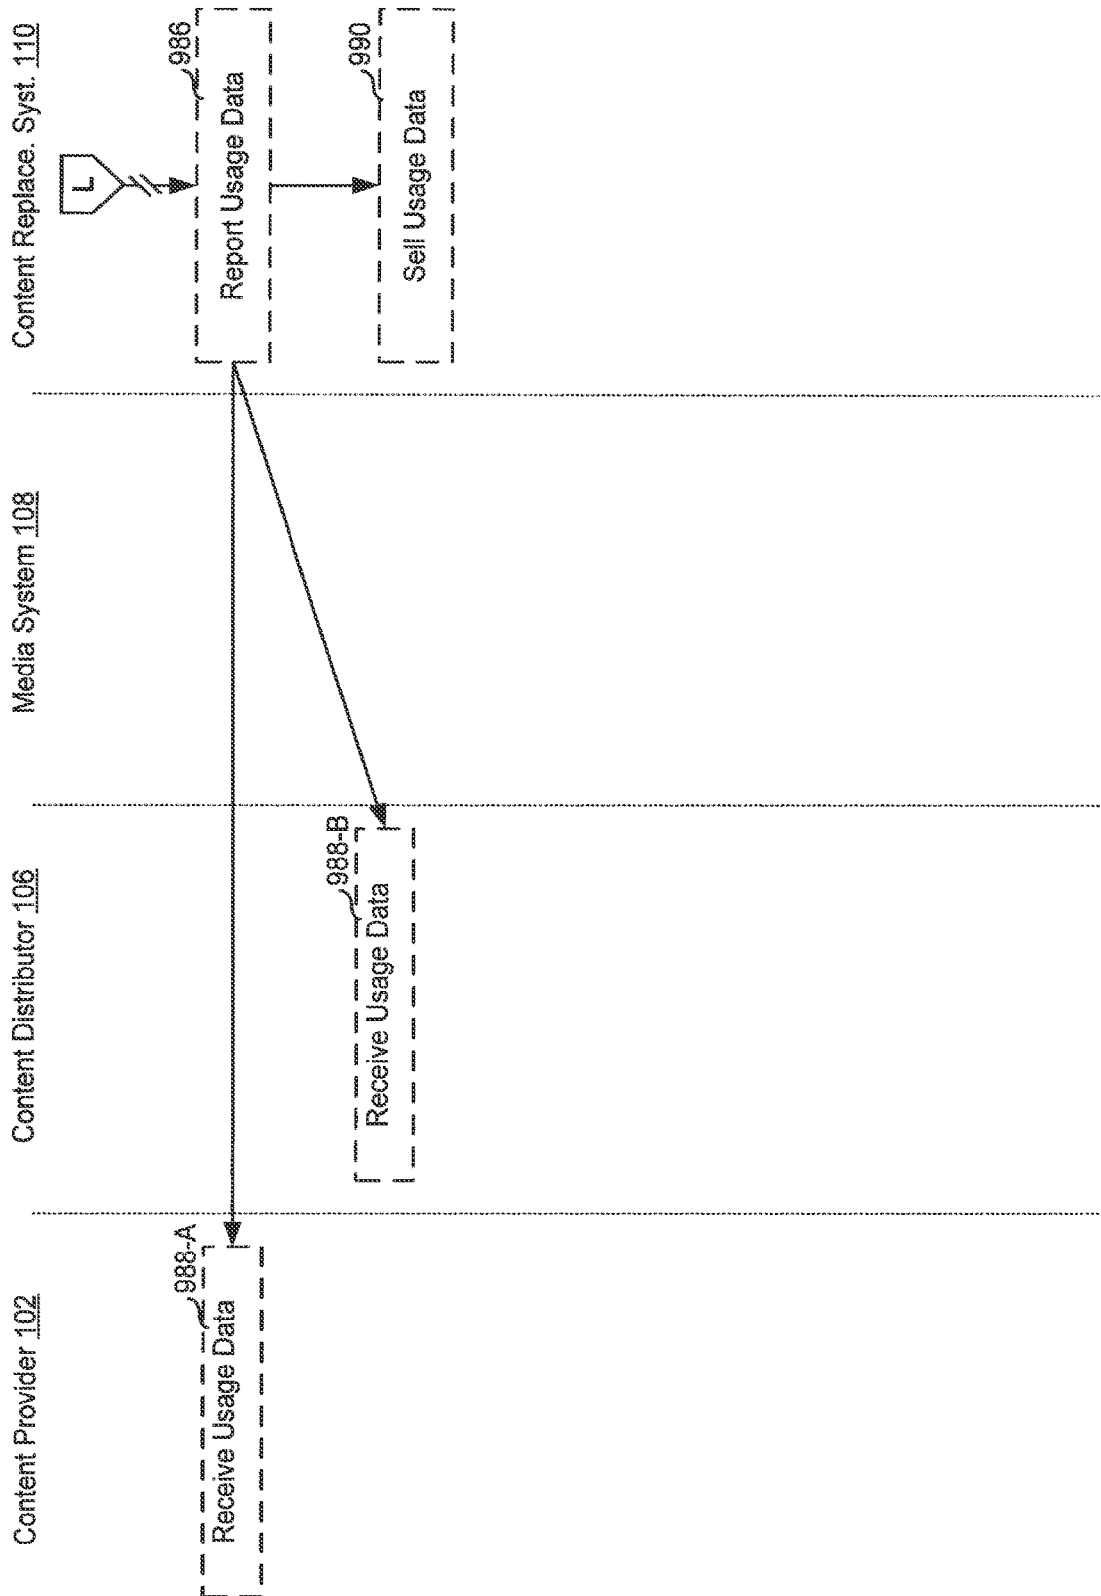 Content Provider 102
Content Distributor 106
Media System 108
Content Replace. Syst. 110
L
986
Report Usage Data
988-A
Receive Usage Data
988-B
Receive Usage Data
990
Sell Usage Data